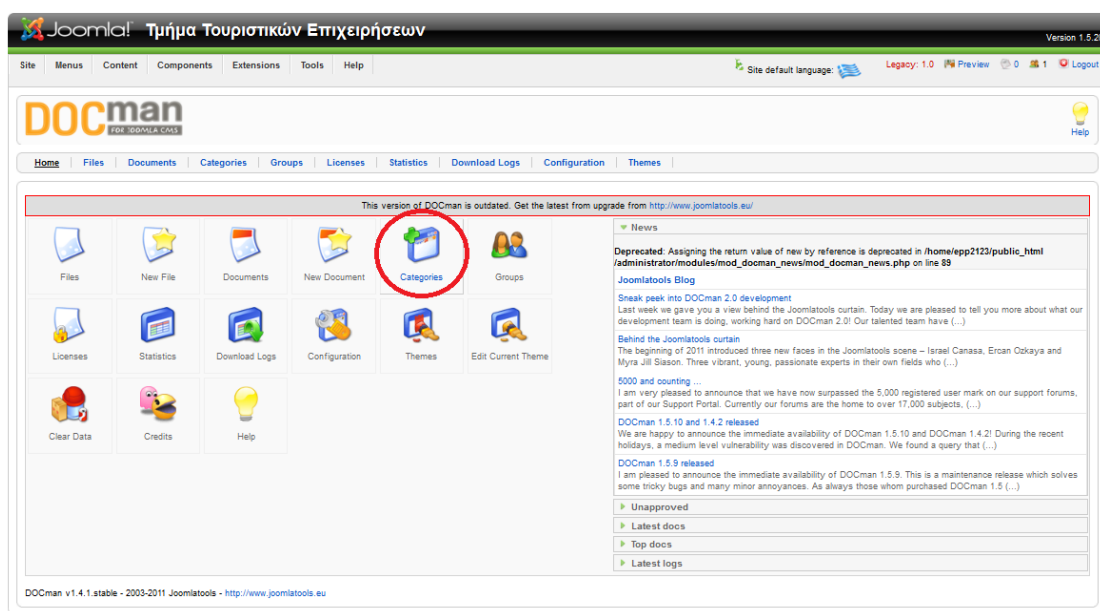 Joomla! Τμήμα Τουριστικών Επιχειρήσεων
Version 1.5.20
Site Menus Content Components Extensions Tools Help
Site default language:
Legacy: 1.0 Preview 0 1 Logout
DOCman
FOR JOOMLA CMS
Help
Home Files Documents Categories Groups Licenses Statistics Download Logs Configuration Themes
This version of DOCman is outdated. Get the latest from upgrade from http://www.joomlatools.eu/
Files New File Documents New Document Categories Groups
Licenses Statistics Download Logs Configuration Themes Edit Current Theme
Clear Data Credits Help
News
Deprecated: Assigning the return value of new by reference is deprecated in /home/epp2123/public_html
/administrator/modules/mod_docman_news/mod_docman_news.php on line 89
Joomlatools Blog
Sneak peek into DOCman 2.0 development
Last week we gave you a view behind the Joomlatools curtain. Today we are pleased to tell you more about what our
development team is doing, working hard on DOCman 2.0! Our talented team have (...)
Behind the Joomlatools curtain
The beginning of 2011 introduced three new faces in the Joomlatools scene – Israel Canasa, Ercan Ozkaya and
Myra Jill Siason. Three vibrant, young, passionate experts in their own fields who (...)
5000 and counting ...
I am very pleased to announce that we have now surpassed the 5,000 registered user mark on our support forums,
part of our Support Portal. Currently our forums are the home to over 17,000 subjects, (...)
DOCman 1.5.10 and 1.4.2 released
We are happy to announce the immediate availability of DOCman 1.5.10 and DOCman 1.4.2! During the recent
holidays, a medium level vulnerability was discovered in DOCman. We found a query that (...)
DOCman 1.5.9 released
I am pleased to announce the immediate availability of DOCman 1.5.9. This is a maintenance release which solves
some tricky bugs and many minor annoyances. As always those whom purchased DOCman 1.5 (...)
Unapproved
Latest docs
Top docs
Latest logs
DOCman v1.4.1.stable - 2003-2011 Joomlatools - http://www.joomlatools.eu